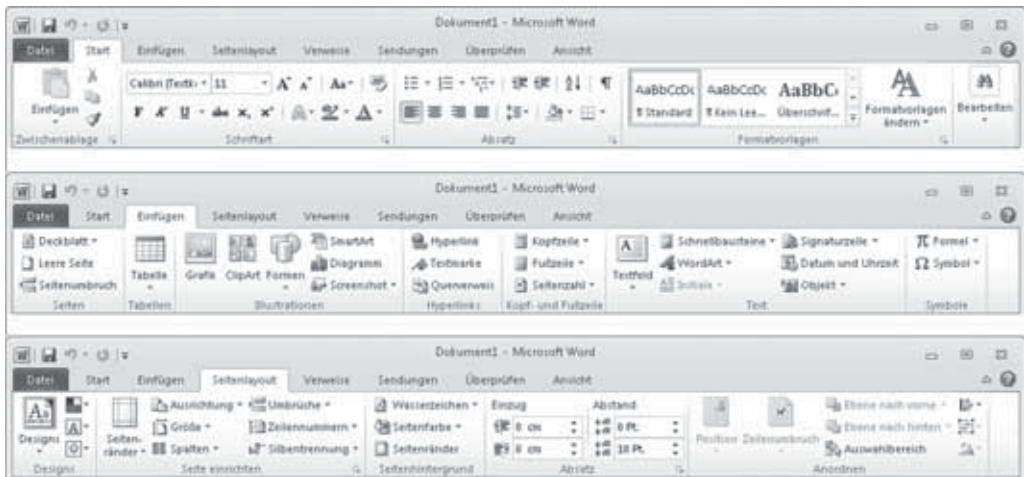 Dokument1 - Microsoft Word
Datei Start Einfügen Seitenlayout Verweise Sendungen Überprüfen Ansicht
Einfügen
Calibri (Textk 11
AaBbCcDc AaBbCcDc AaBbC
¶ Standard ¶ Kein Lee... Überschrif...
Formatvorlagen ändern
Bearbeiten
Zwischenablage Schriftart Absatz Formatvorlagen
Dokument1 - Microsoft Word
Datei Start Einfügen Seitenlayout Verweise Sendungen Überprüfen Ansicht
Deckblatt SmartArt Hyperlink Kopfzeile Schnellbausteine Signaturzeile Formel
Leere Seite Diagramm Textmarke Fußzeile WordArt Datum und Uhrzeit Symbol
Seitenumbruch Tabelle Grafik ClipArt Formen Screenshot Querverweis Seitenzahl Textfeld Initiale Objekt
Seiten Tabellen Illustrationen Hyperlinks Kopf- und Fußzeile Text Symbole
Dokument1 - Microsoft Word
Datei Start Einfügen Seitenlayout Verweise Sendungen Überprüfen Ansicht
Ausrichtung Umbrüche Wasserzeichen Einzug Abstand Ebene nach vorne
Designs Seitenränder Größe Zeilennummern Seitenfarbe 0 cm 0 Pt. Position Zeilenumbruch Ebene nach hinten
Spalten Silbentrennung Seitenränder 0 cm 10 Pt. Auswahlbereich
Designs Seite einrichten Seitenhintergrund Absatz Anordnen